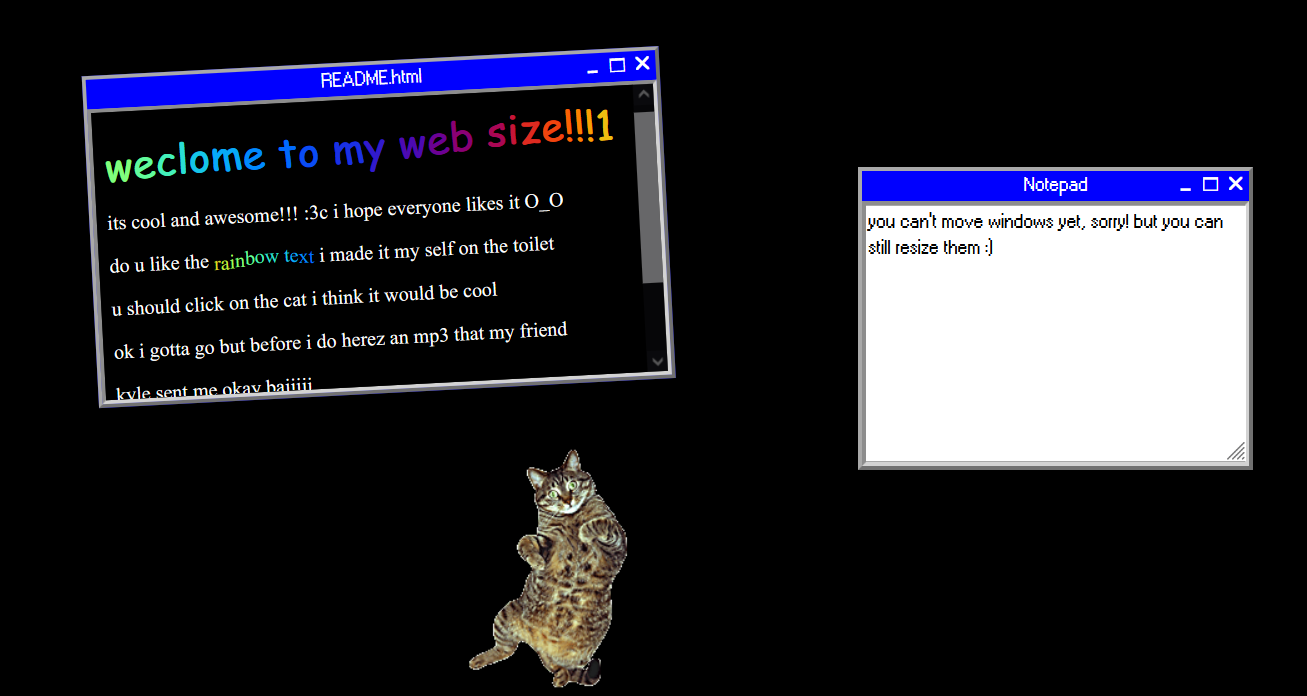 README.html
weclome to my web size!!!1
its cool and awesome!!! :3c i hope everyone likes it O_O
do u like the rainbow text i made it my self on the toilet
u should click on the cat i think it would be cool
ok i gotta go but before i do herez an mp3 that my friend
kyle sent me okay baiiiii
Notepad
you can't move windows yet, sorry! but you can
still resize them :)